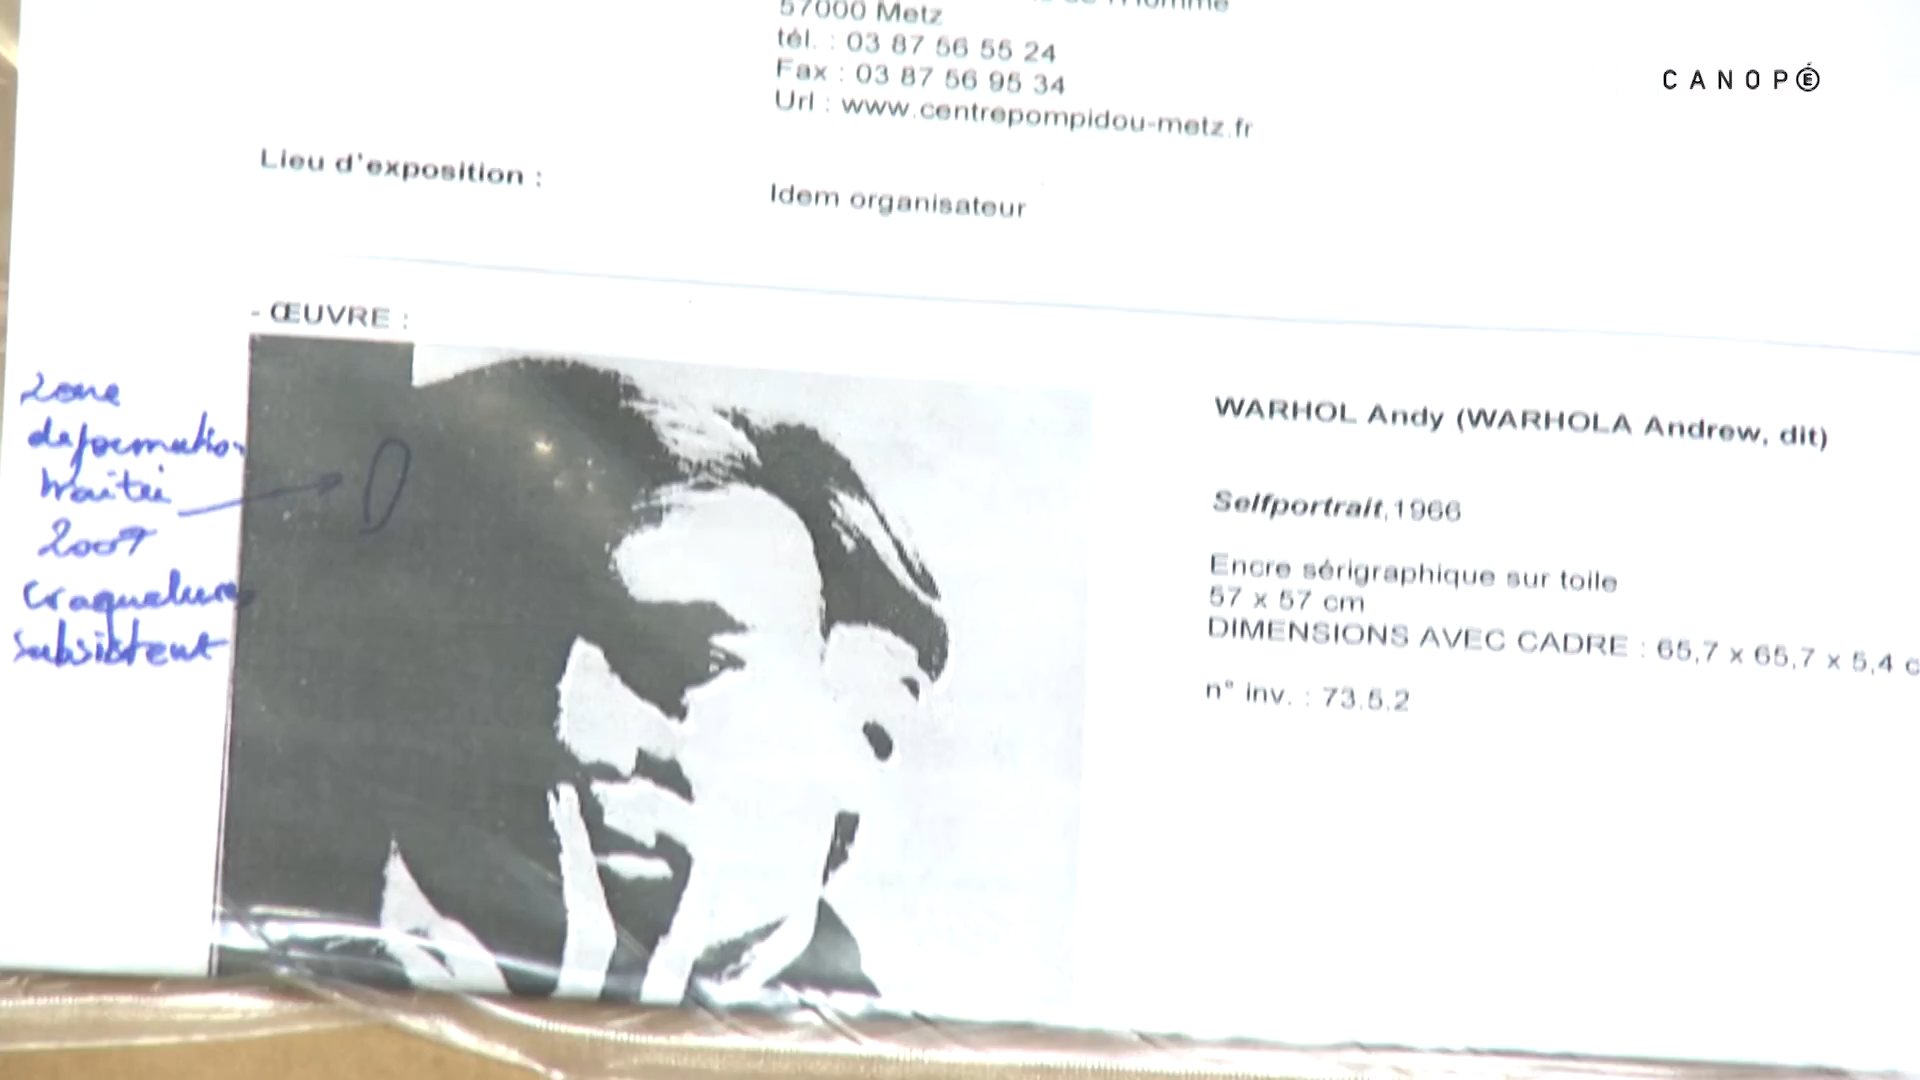 57000 Metz
tél. : 03 87 56 55 24
Fax : 03 87 56 95 34
Url : www.centrepompidou-metz.fr
CANOPÉ
Lieu d'exposition :
Idem organisateur
- ŒUVRE :
zone
deformation
traitée
2007
craquelures
subsistent
WARHOL Andy (WARHOLA Andrew, dit)
Selfportrait, 1966
Encre sérigraphique sur toile
57 x 57 cm
DIMENSIONS AVEC CADRE : 65,7 x 65,7 x 5,4 c
n° inv. : 73.5.2